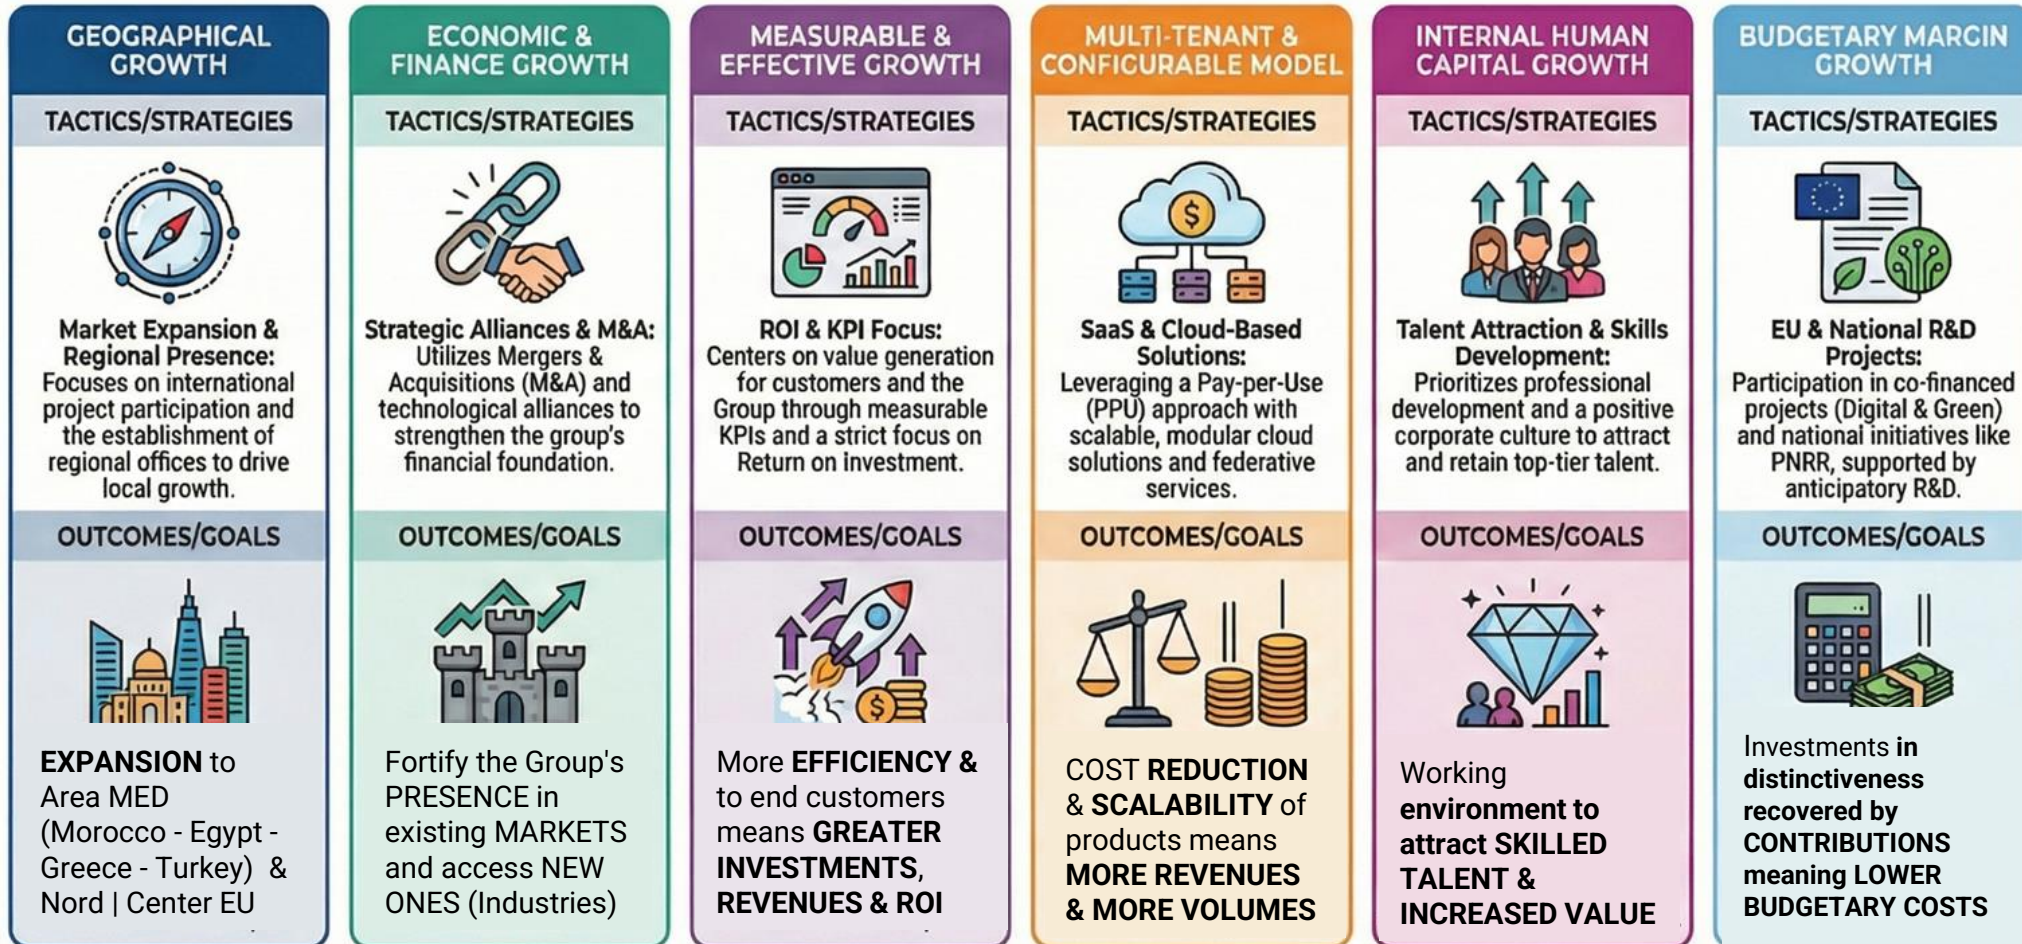 GEOGRAPHICAL
GROWTH
TACTICS/STRATEGIES
Market Expansion &
Regional Presence:
Focuses on international
project participation and
the establishment of
regional offices to drive
local growth.
OUTCOMES/GOALS
EXPANSION to
Area MED
(Morocco - Egypt -
Greece - Turkey) &
Nord | Center EU
ECONOMIC &
FINANCE GROWTH
TACTICS/STRATEGIES
Strategic Alliances & M&A:
Utilizes Mergers &
Acquisitions (M&A) and
technological alliances to
strengthen the group's
financial foundation.
OUTCOMES/GOALS
Fortify the Group's
PRESENCE in
existing MARKETS
and access NEW
ONES (Industries)
MEASURABLE &
EFFECTIVE GROWTH
TACTICS/STRATEGIES
ROI & KPI Focus:
Centers on value generation
for customers and the
Group through measurable
KPIs and a strict focus on
Return on investment.
OUTCOMES/GOALS
$
More EFFICIENCY &
to end customers
means GREATER
INVESTMENTS,
REVENUES & ROI
MULTI-TENANT &
CONFIGURABLE MODEL
TACTICS/STRATEGIES
$
SaaS & Cloud-Based
Solutions:
Leveraging a Pay-per-Use
(PPU) approach with
scalable, modular cloud
solutions and federative
services.
OUTCOMES/GOALS
COST REDUCTION
& SCALABILITY of
products means
MORE REVENUES
& MORE VOLUMES
INTERNAL HUMAN
CAPITAL GROWTH
TACTICS/STRATEGIES
Talent Attraction & Skills
Development:
Prioritizes professional
development and a positive
corporate culture to attract
and retain top-tier talent.
OUTCOMES/GOALS
Working
environment to
attract SKILLED
TALENT &
INCREASED VALUE
BUDGETARY MARGIN
GROWTH
TACTICS/STRATEGIES
EU & National R&D
Projects:
Participation in co-financed
projects (Digital & Green)
and national initiatives like
PNRR, supported by
anticipatory R&D.
OUTCOMES/GOALS
Investments in
distinctiveness
recovered by
CONTRIBUTIONS
meaning LOWER
BUDGETARY COSTS